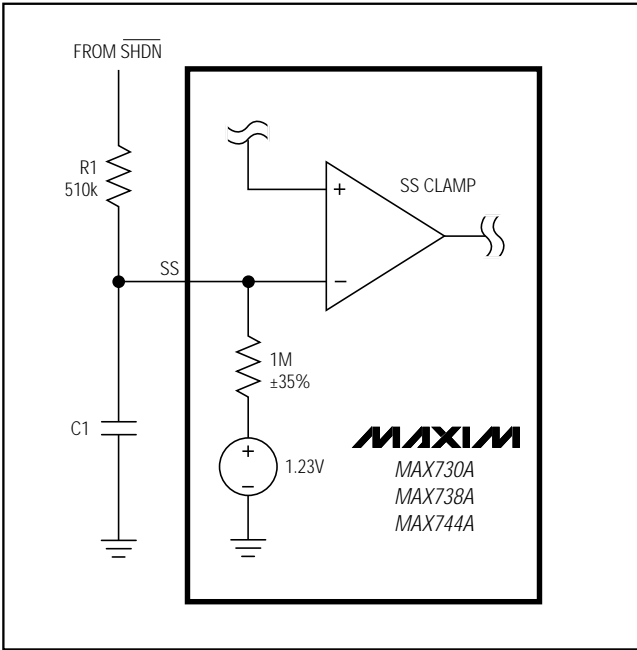 FROM SHDN
R1
510k
SS
C1
+
SS CLAMP
−
1M
±35%
+
−
1.23V
MAXIM
MAX730A
MAX738A
MAX744A